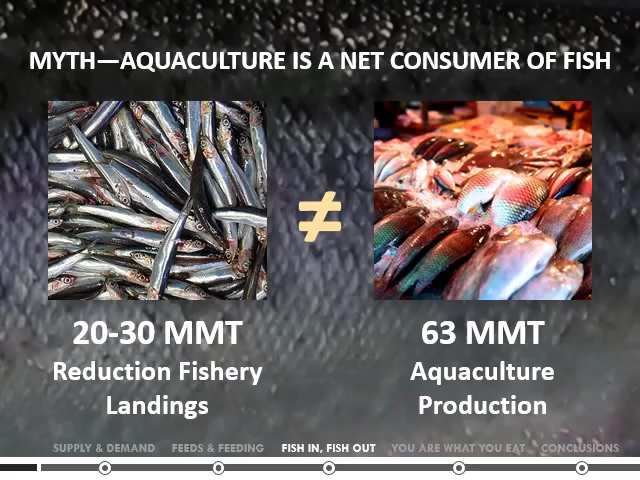 MYTH—AQUACULTURE IS A NET CONSUMER OF FISH
≠
20-30 MMT
Reduction Fishery
Landings
63 MMT
Aquaculture
Production
SUPPLY & DEMAND FEEDS & FEEDING FISH IN, FISH OUT YOU ARE WHAT YOU EAT CONCLUSIONS